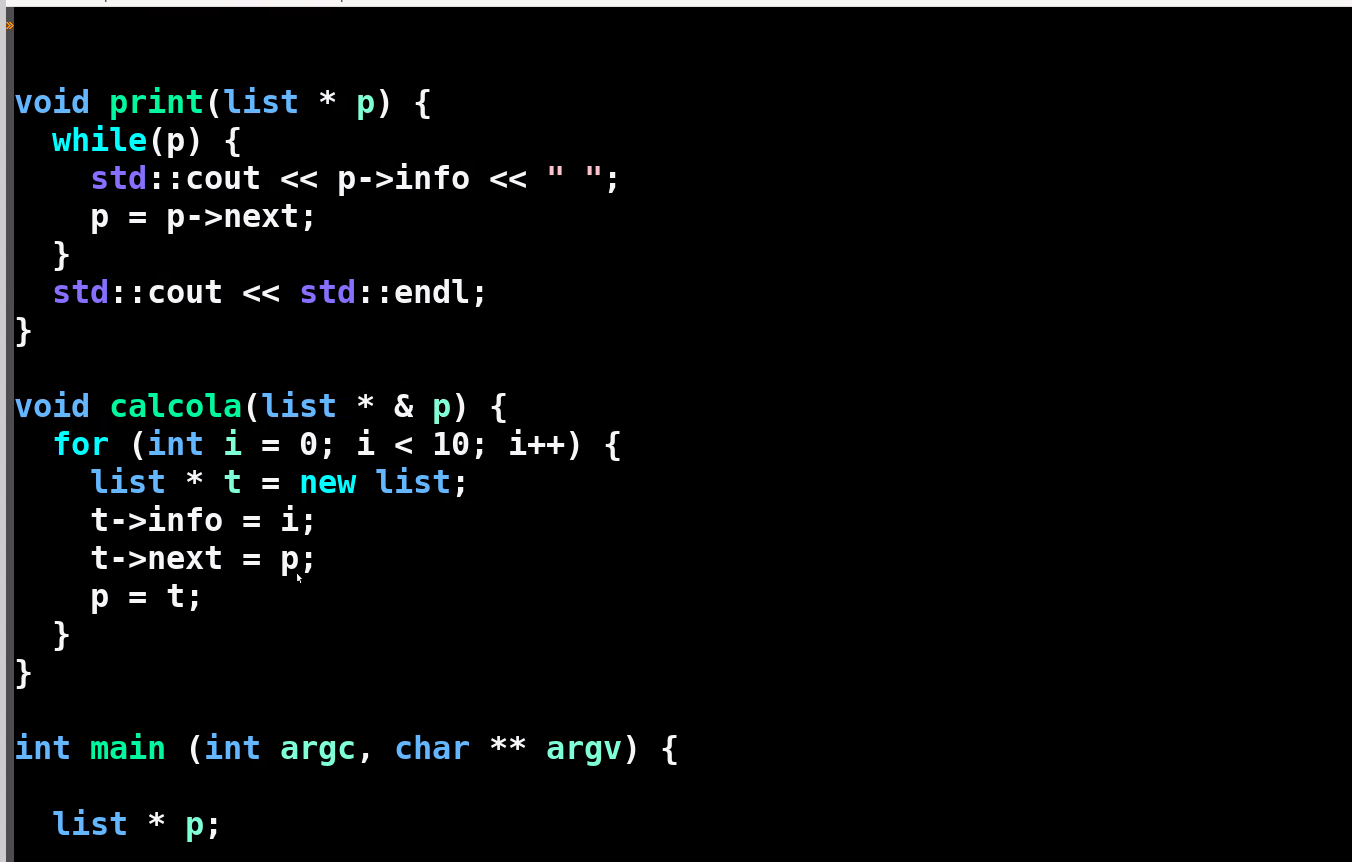 »
void print(list * p) {
  while(p) {
    std::cout << p->info << " ";
    p = p->next;
  }
  std::cout << std::endl;
}
void calcola(list * & p) {
  for (int i = 0; i < 10; i++) {
    list * t = new list;
    t->info = i;
    t->next = p;
    p = t;
  }
}
int main (int argc, char ** argv) {
  list * p;